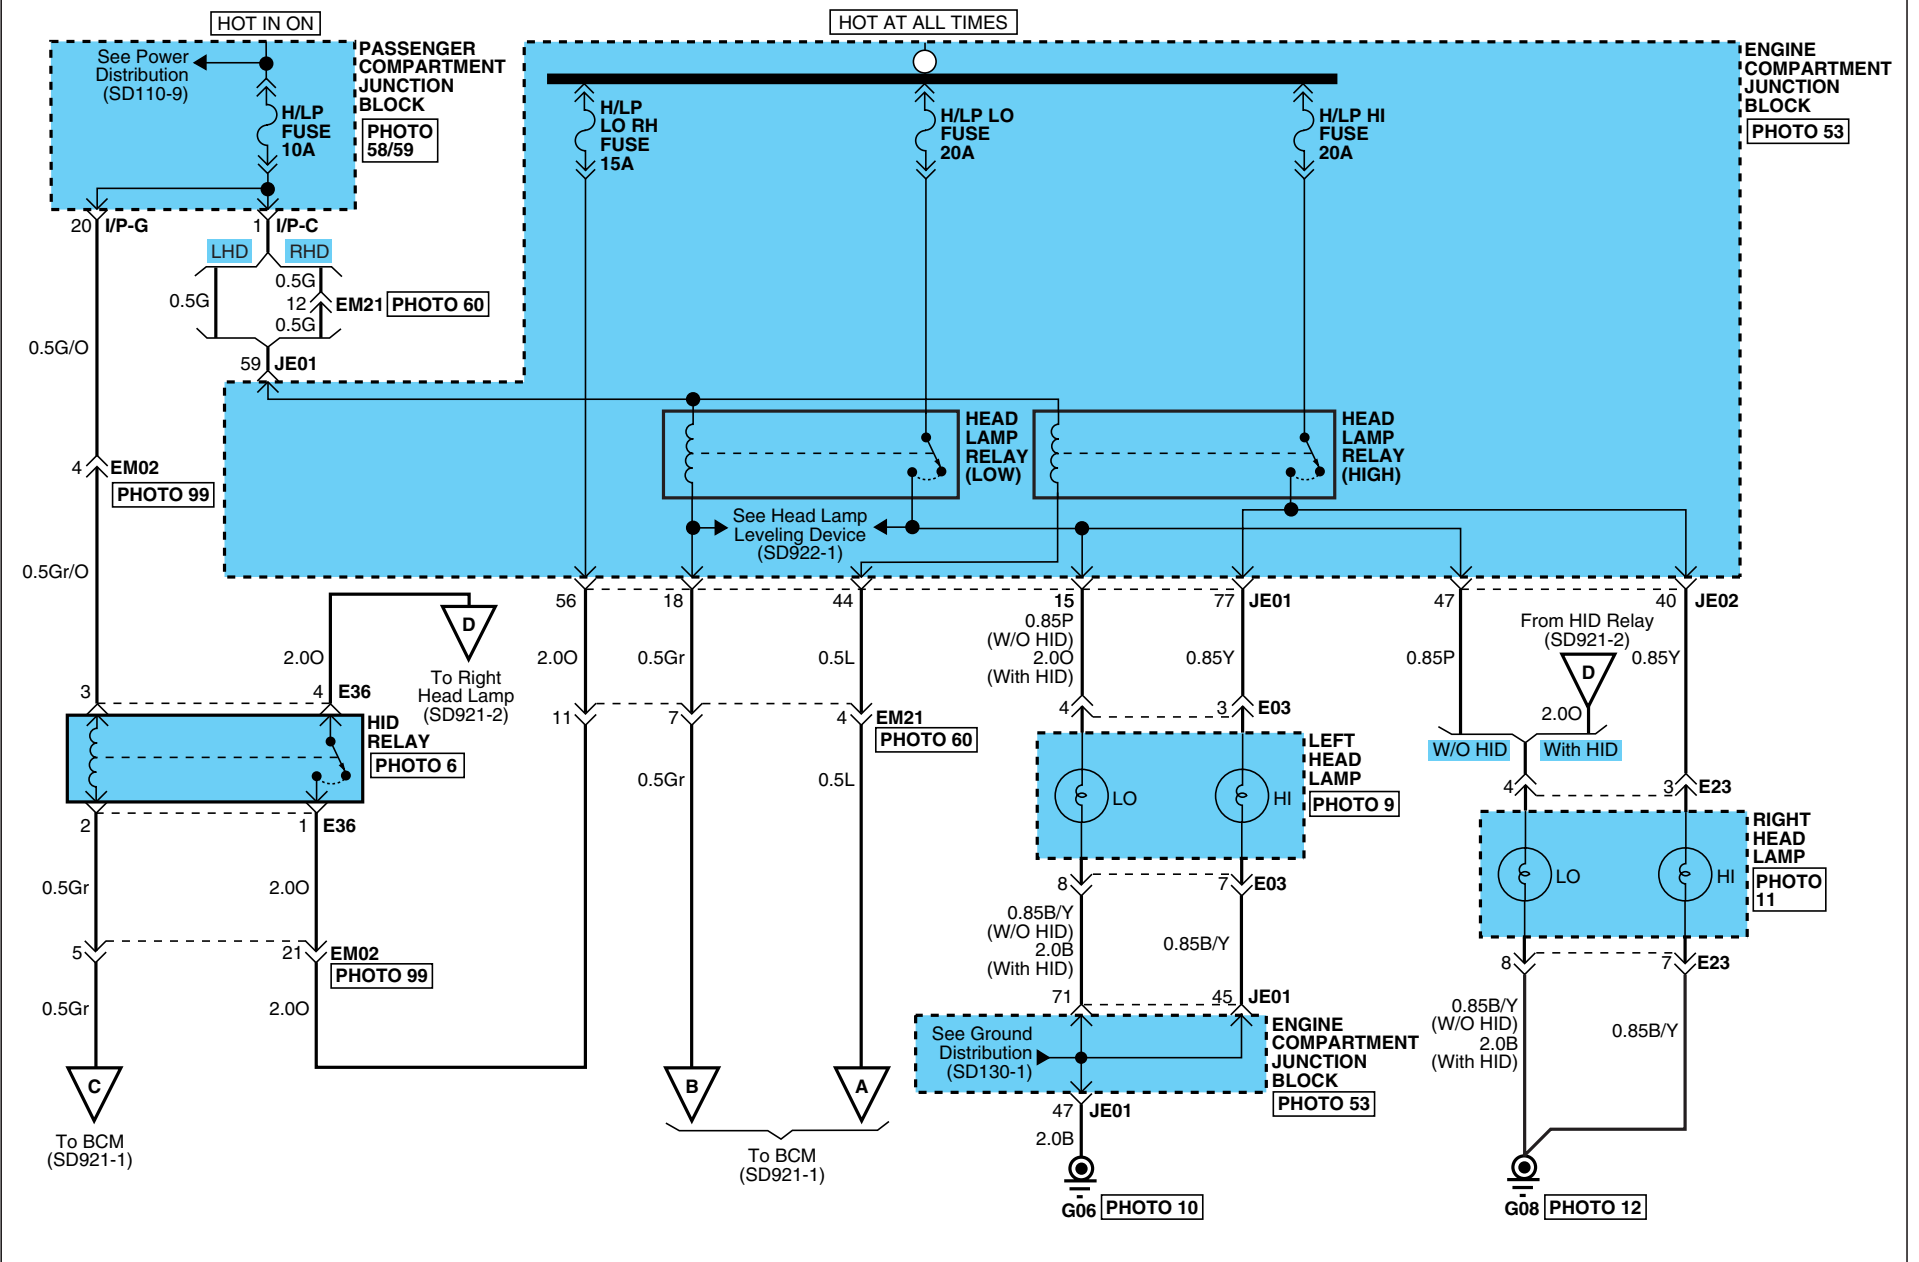 HOT IN ON
HOT AT ALL TIMES
See Power
Distribution
(SD110-9)
H/LP
FUSE
10A
PASSENGER
COMPARTMENT
JUNCTION
BLOCK
PHOTO
58/59
H/LP
LO RH
FUSE
15A
H/LP LO
FUSE
20A
H/LP HI
FUSE
20A
ENGINE
COMPARTMENT
JUNCTION
BLOCK
PHOTO 53
20 I/P-G
1 I/P-C
LHD
RHD
0.5G
0.5G
12 EM21 PHOTO 60
0.5G
0.5G/O
59 JE01
4 EM02
PHOTO 99
HEAD
LAMP
RELAY
(LOW)
HEAD
LAMP
RELAY
(HIGH)
See Head Lamp
Leveling Device
(SD922-1)
0.5Gr/O
56
18
44
15
77 JE01
47
40 JE02
D
To Right
Head Lamp
(SD921-2)
2.0O
2.0O
0.5Gr
0.5L
0.85P
(W/O HID)
2.0O
(With HID)
0.85Y
0.85P
From HID Relay
(SD921-2)
D
2.0O
0.85Y
3
4 E36
HID
RELAY
PHOTO 6
11
7
4 EM21
PHOTO 60
4
3 E03
W/O HID
With HID
LEFT
HEAD
LAMP
PHOTO 9
LO
HI
4
3 E23
RIGHT
HEAD
LAMP
PHOTO
11
LO
HI
2
1 E36
0.5Gr
0.5L
0.5Gr
2.0O
8
7 E03
0.85B/Y
(W/O HID)
2.0B
(With HID)
0.85B/Y
5
21 EM02
PHOTO 99
8
7 E23
0.5Gr
2.0O
71
45 JE01
See Ground
Distribution
(SD130-1)
ENGINE
COMPARTMENT
JUNCTION
BLOCK
PHOTO 53
0.85B/Y
(W/O HID)
2.0B
(With HID)
0.85B/Y
C
B
A
To BCM
(SD921-1)
To BCM
(SD921-1)
47 JE01
2.0B
G06 PHOTO 10
G08 PHOTO 12